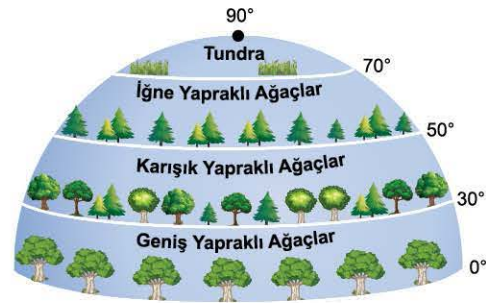 90°
Tundra
70°
İğne Yapraklı Ağaçlar
50°
Karışık Yapraklı Ağaçlar
30°
Geniş Yapraklı Ağaçlar
0°